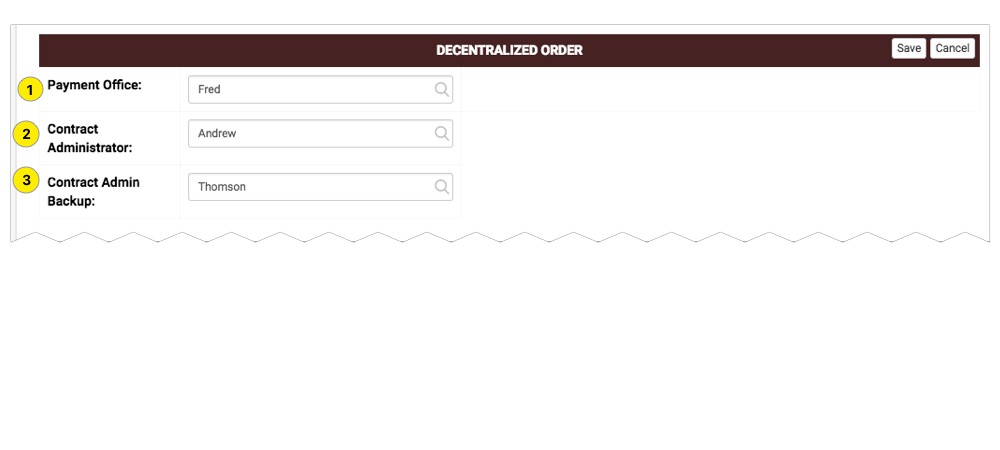 DECENTRALIZED ORDER
Save Cancel
1 Payment Office: Fred
2 Contract Administrator: Andrew
3 Contract Admin Backup: Thomson